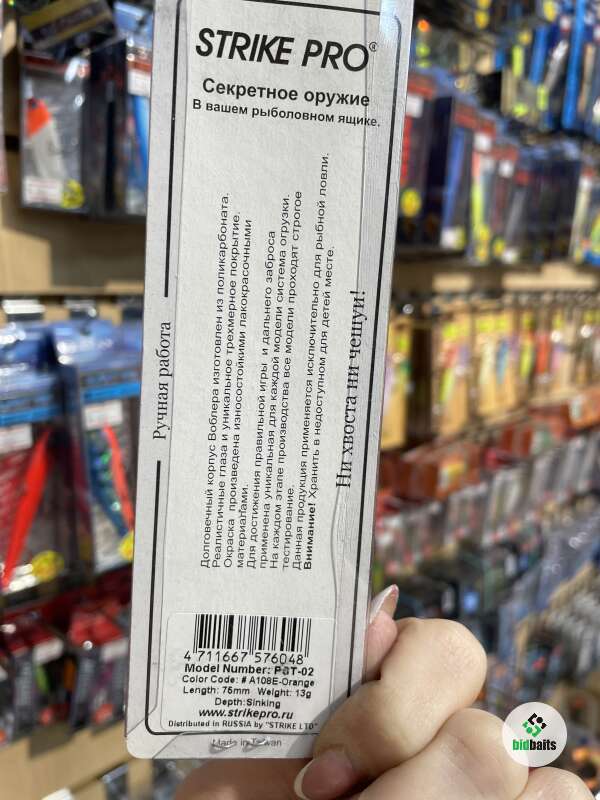 STRIKE PRO®
Секретное оружие
В вашем рыболовном ящике.
Ручная работа
Долговечный корпус Воблера изготовлен из поликарбоната.
Реалистичные глаза и уникальное трехмерное покрытие.
Окраска произведена износостойкими лакокрасочными
материалами.
Для достижения правильной игры и дальнего заброса
применена уникальная для каждой модели система огрузки.
На каждом этапе производства все модели проходят строгое
тестирование.
Данная продукция применяется исключительно для рыбной ловли.
Внимание! Хранить в недоступном для детей месте.
Ни хвоста ни чешуи!
4 711667 576048
Model Number: PST-02
Color Code: # A108E-Orange
Length: 75mm Weight: 13g
Depth:Sinking
www.strikepro.ru
Distributed in RUSSIA by "STRIKE LTD"
Made in Taiwan
bidbaits